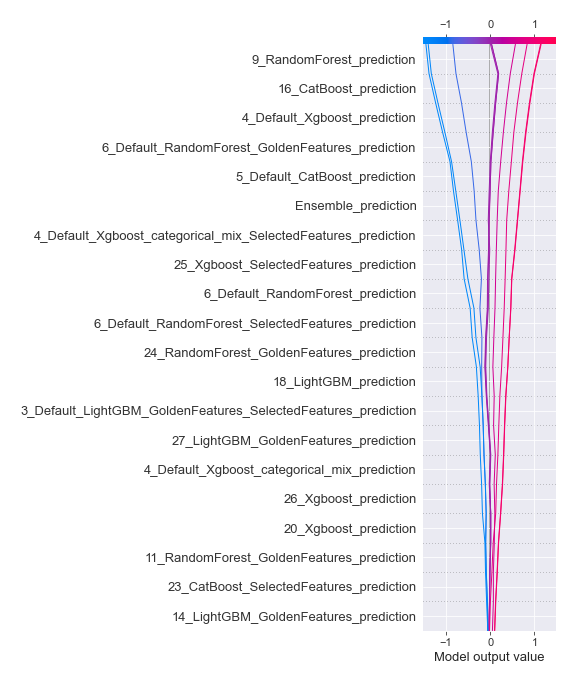 −1 0 1
9_RandomForest_prediction
16_CatBoost_prediction
4_Default_Xgboost_prediction
6_Default_RandomForest_GoldenFeatures_prediction
5_Default_CatBoost_prediction
Ensemble_prediction
4_Default_Xgboost_categorical_mix_SelectedFeatures_prediction
25_Xgboost_SelectedFeatures_prediction
6_Default_RandomForest_prediction
6_Default_RandomForest_SelectedFeatures_prediction
24_RandomForest_GoldenFeatures_prediction
18_LightGBM_prediction
3_Default_LightGBM_GoldenFeatures_SelectedFeatures_prediction
27_LightGBM_GoldenFeatures_prediction
4_Default_Xgboost_categorical_mix_prediction
26_Xgboost_prediction
20_Xgboost_prediction
11_RandomForest_GoldenFeatures_prediction
23_CatBoost_SelectedFeatures_prediction
14_LightGBM_GoldenFeatures_prediction
−1 0 1
Model output value